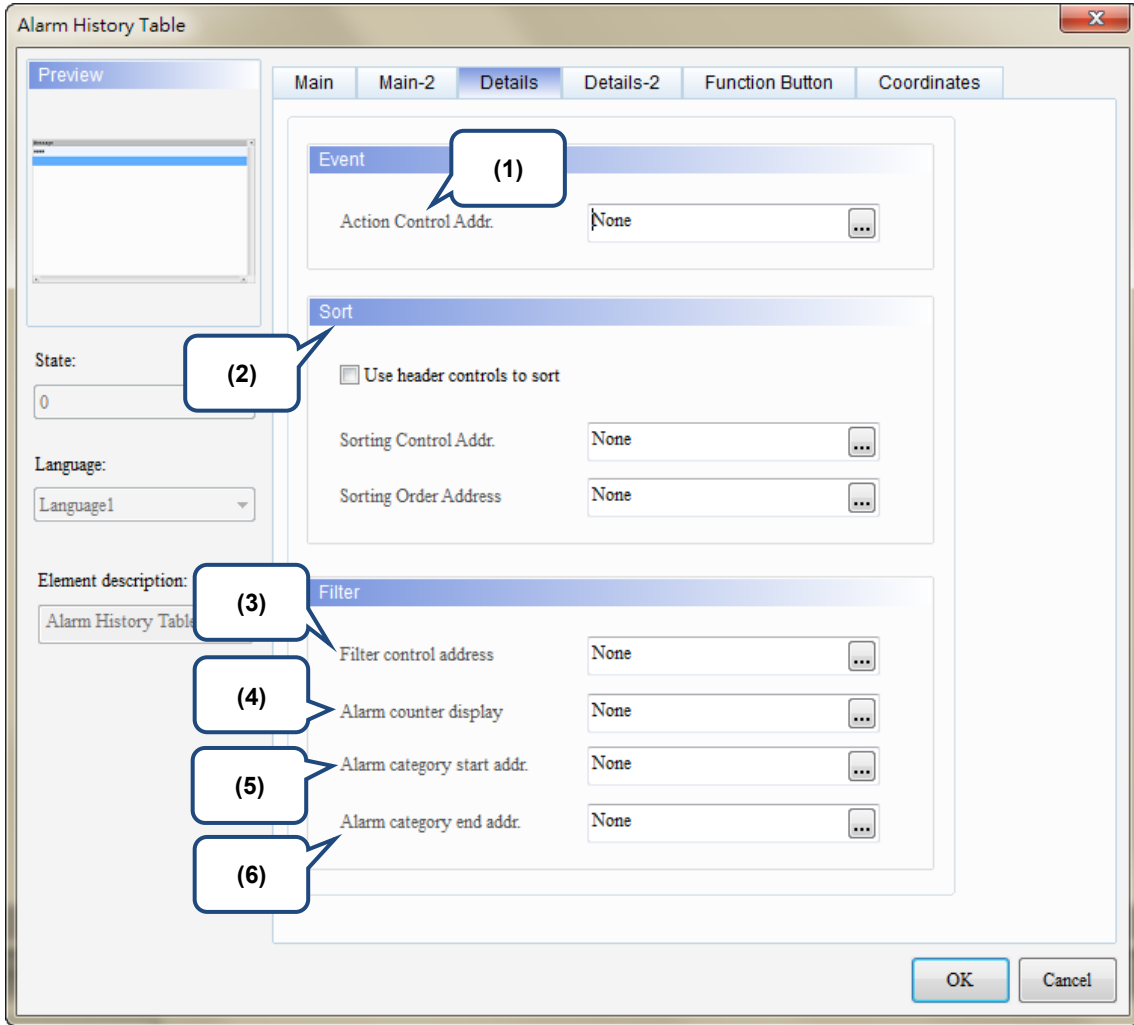 Alarm History Table
Preview
Message
Main
Main-2
Details
Details-2
Function Button
Coordinates
Event
(1)
Action Control Addr.
None
...
Sort
State:
(2)
0
Use header controls to sort
Sorting Control Addr.
None
...
Language:
Language1
Sorting Order Address
None
...
Element description:
Alarm History Table
Filter
(3)
Filter control address
None
...
(4)
Alarm counter display
None
...
(5)
Alarm category start addr.
None
...
Alarm category end addr.
None
...
(6)
OK
Cancel